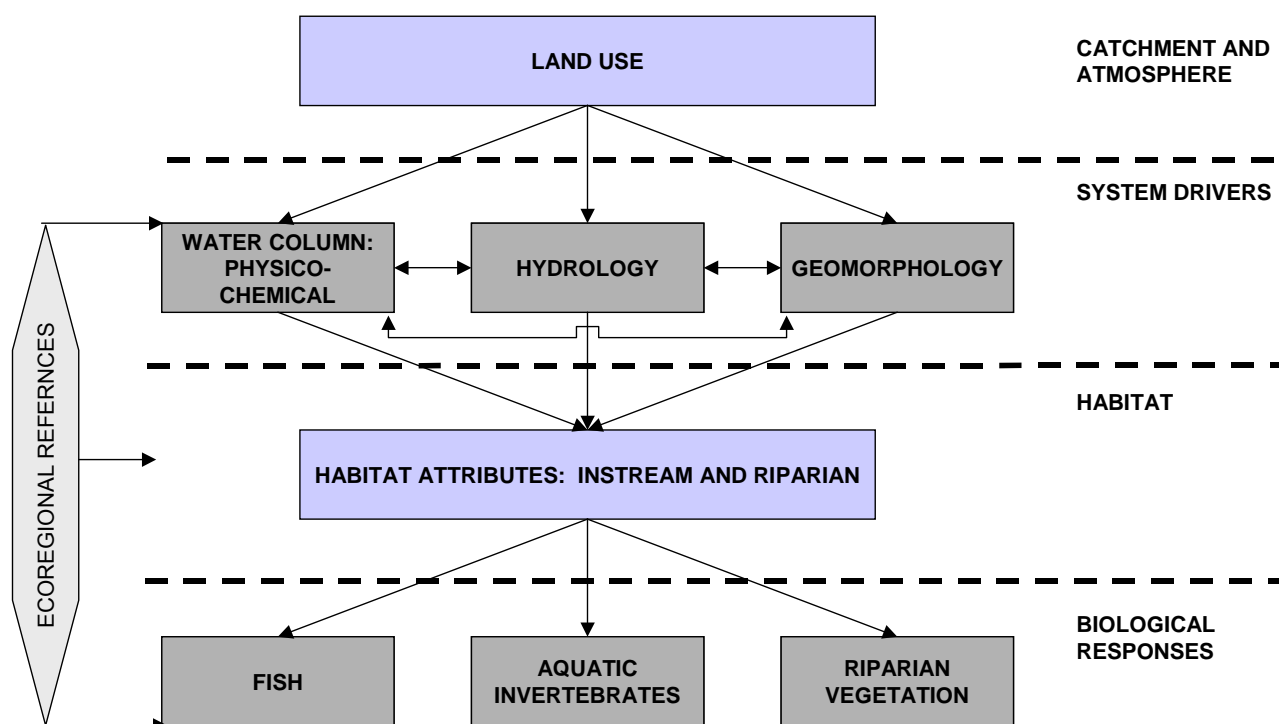 LAND USE
CATCHMENT AND
ATMOSPHERE
SYSTEM DRIVERS
WATER COLUMN:
PHYSICO-
CHEMICAL
HYDROLOGY
GEOMORPHOLOGY
ECOREGIONAL REFERNCES
HABITAT
HABITAT ATTRIBUTES: INSTREAM AND RIPARIAN
BIOLOGICAL
RESPONSES
FISH
AQUATIC
INVERTEBRATES
RIPARIAN
VEGETATION